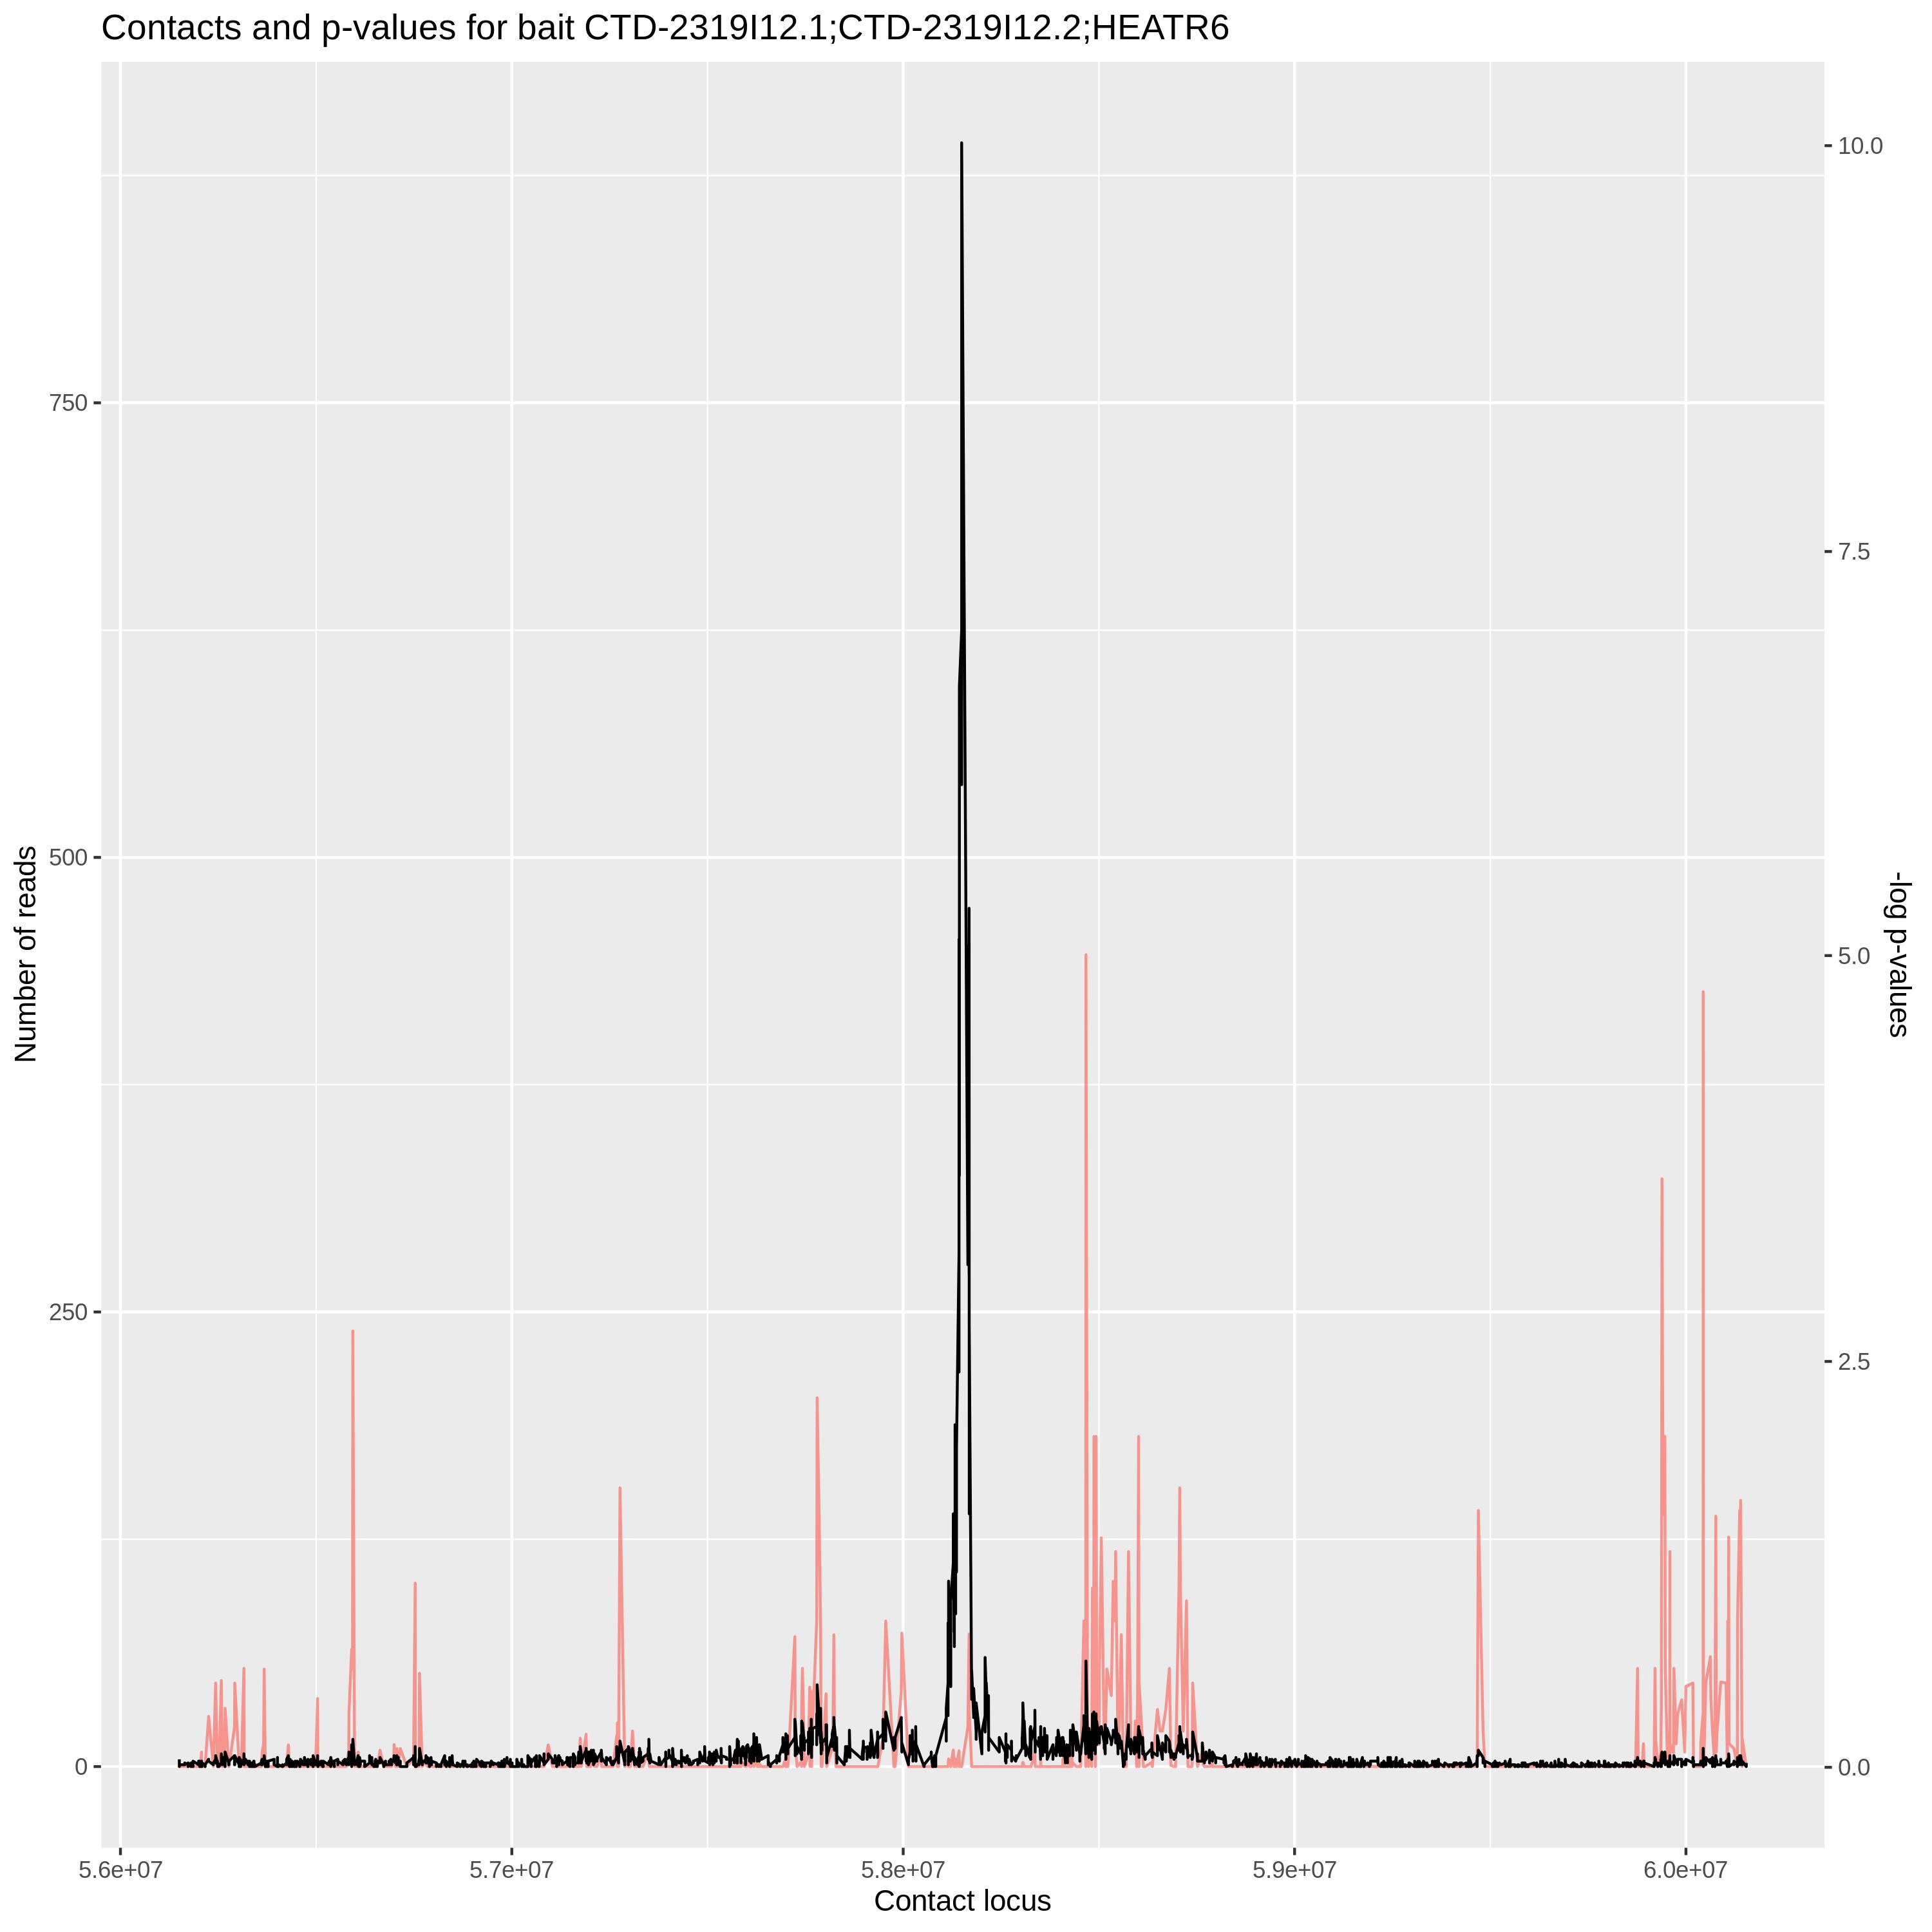 Contacts and p-values for bait CTD-2319I12.1;CTD-2319I12.2;HEATR6
10.0
7.5
750
500
5.0
Number of reads
-log p-values
250
2.5
0
0.0
5.6e+07
5.7e+07
5.8e+07
5.9e+07
6.0e+07
Contact locus